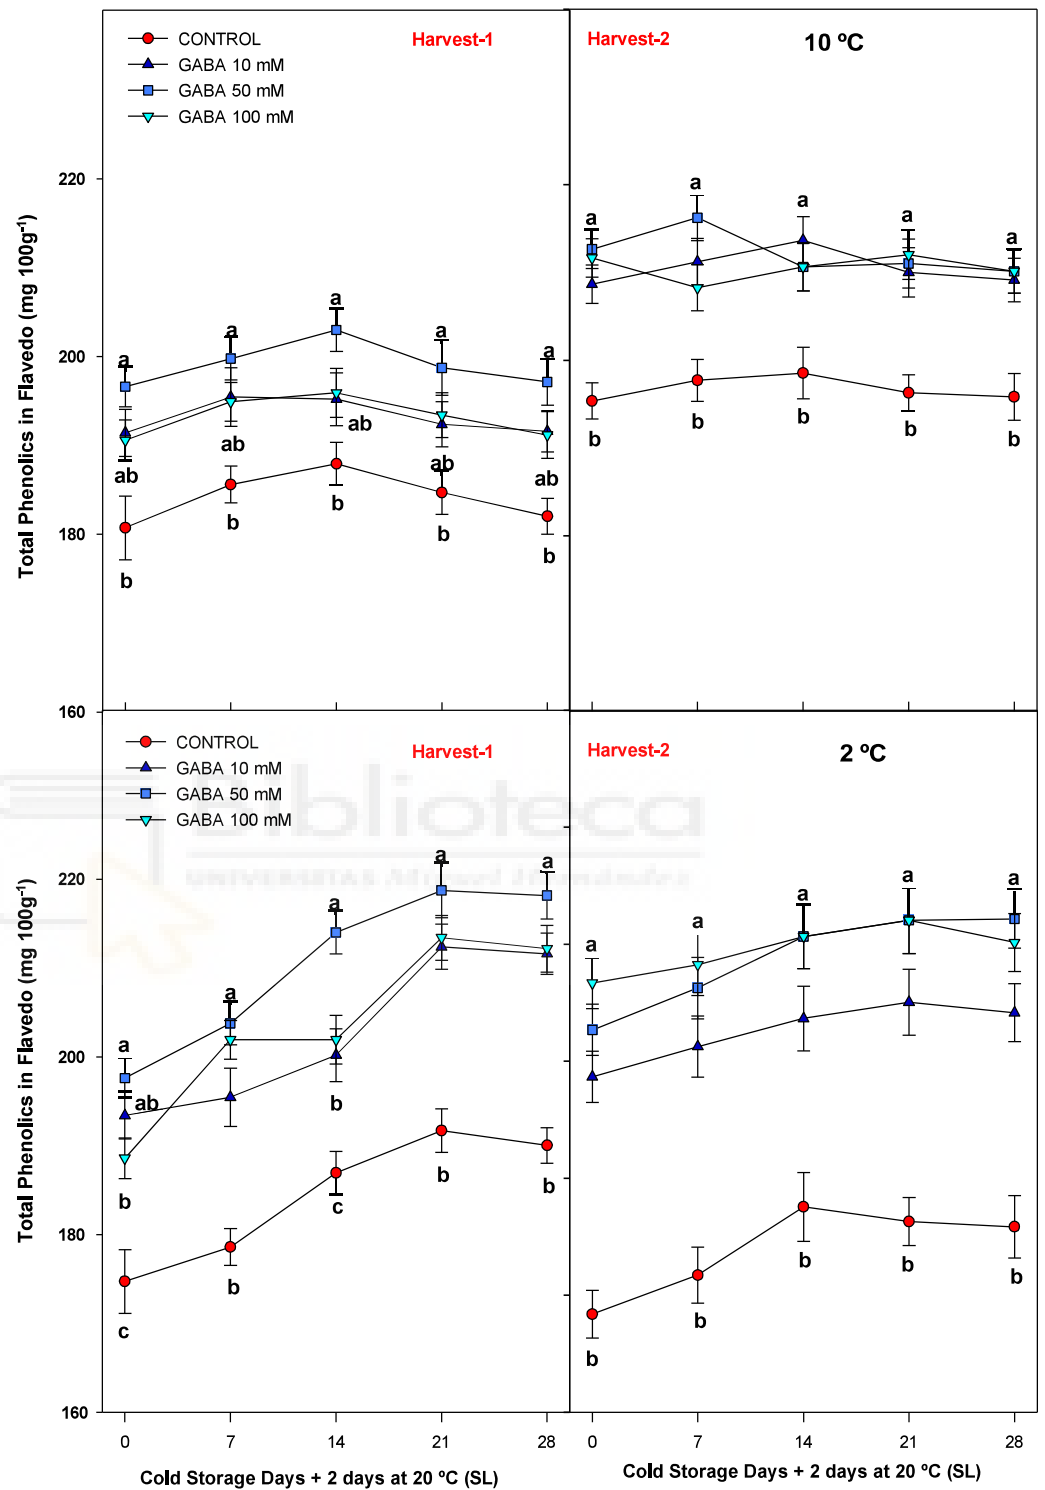 CONTROL
GABA 10 mM
GABA 50 mM
GABA 100 mM
Harvest-1
Harvest-2
10 ºC
Total Phenolics in Flavedo (mg 100g-1)
220
200
180
160
a a a a a
ab ab ab ab ab
b b b b b
a a a a a
b b b b b
CONTROL
GABA 10 mM
GABA 50 mM
GABA 100 mM
Harvest-1
Harvest-2
2 ºC
Biblioteca
UNIVERSITAS Miguel Hernández
Total Phenolics in Flavedo (mg 100g-1)
220
200
180
160
a a a a a
ab b b
c b c b b
a a a a a
b b b b b
0 7 14 21 28
0 7 14 21 28
Cold Storage Days + 2 days at 20 ºC (SL)
Cold Storage Days + 2 days at 20 ºC (SL)